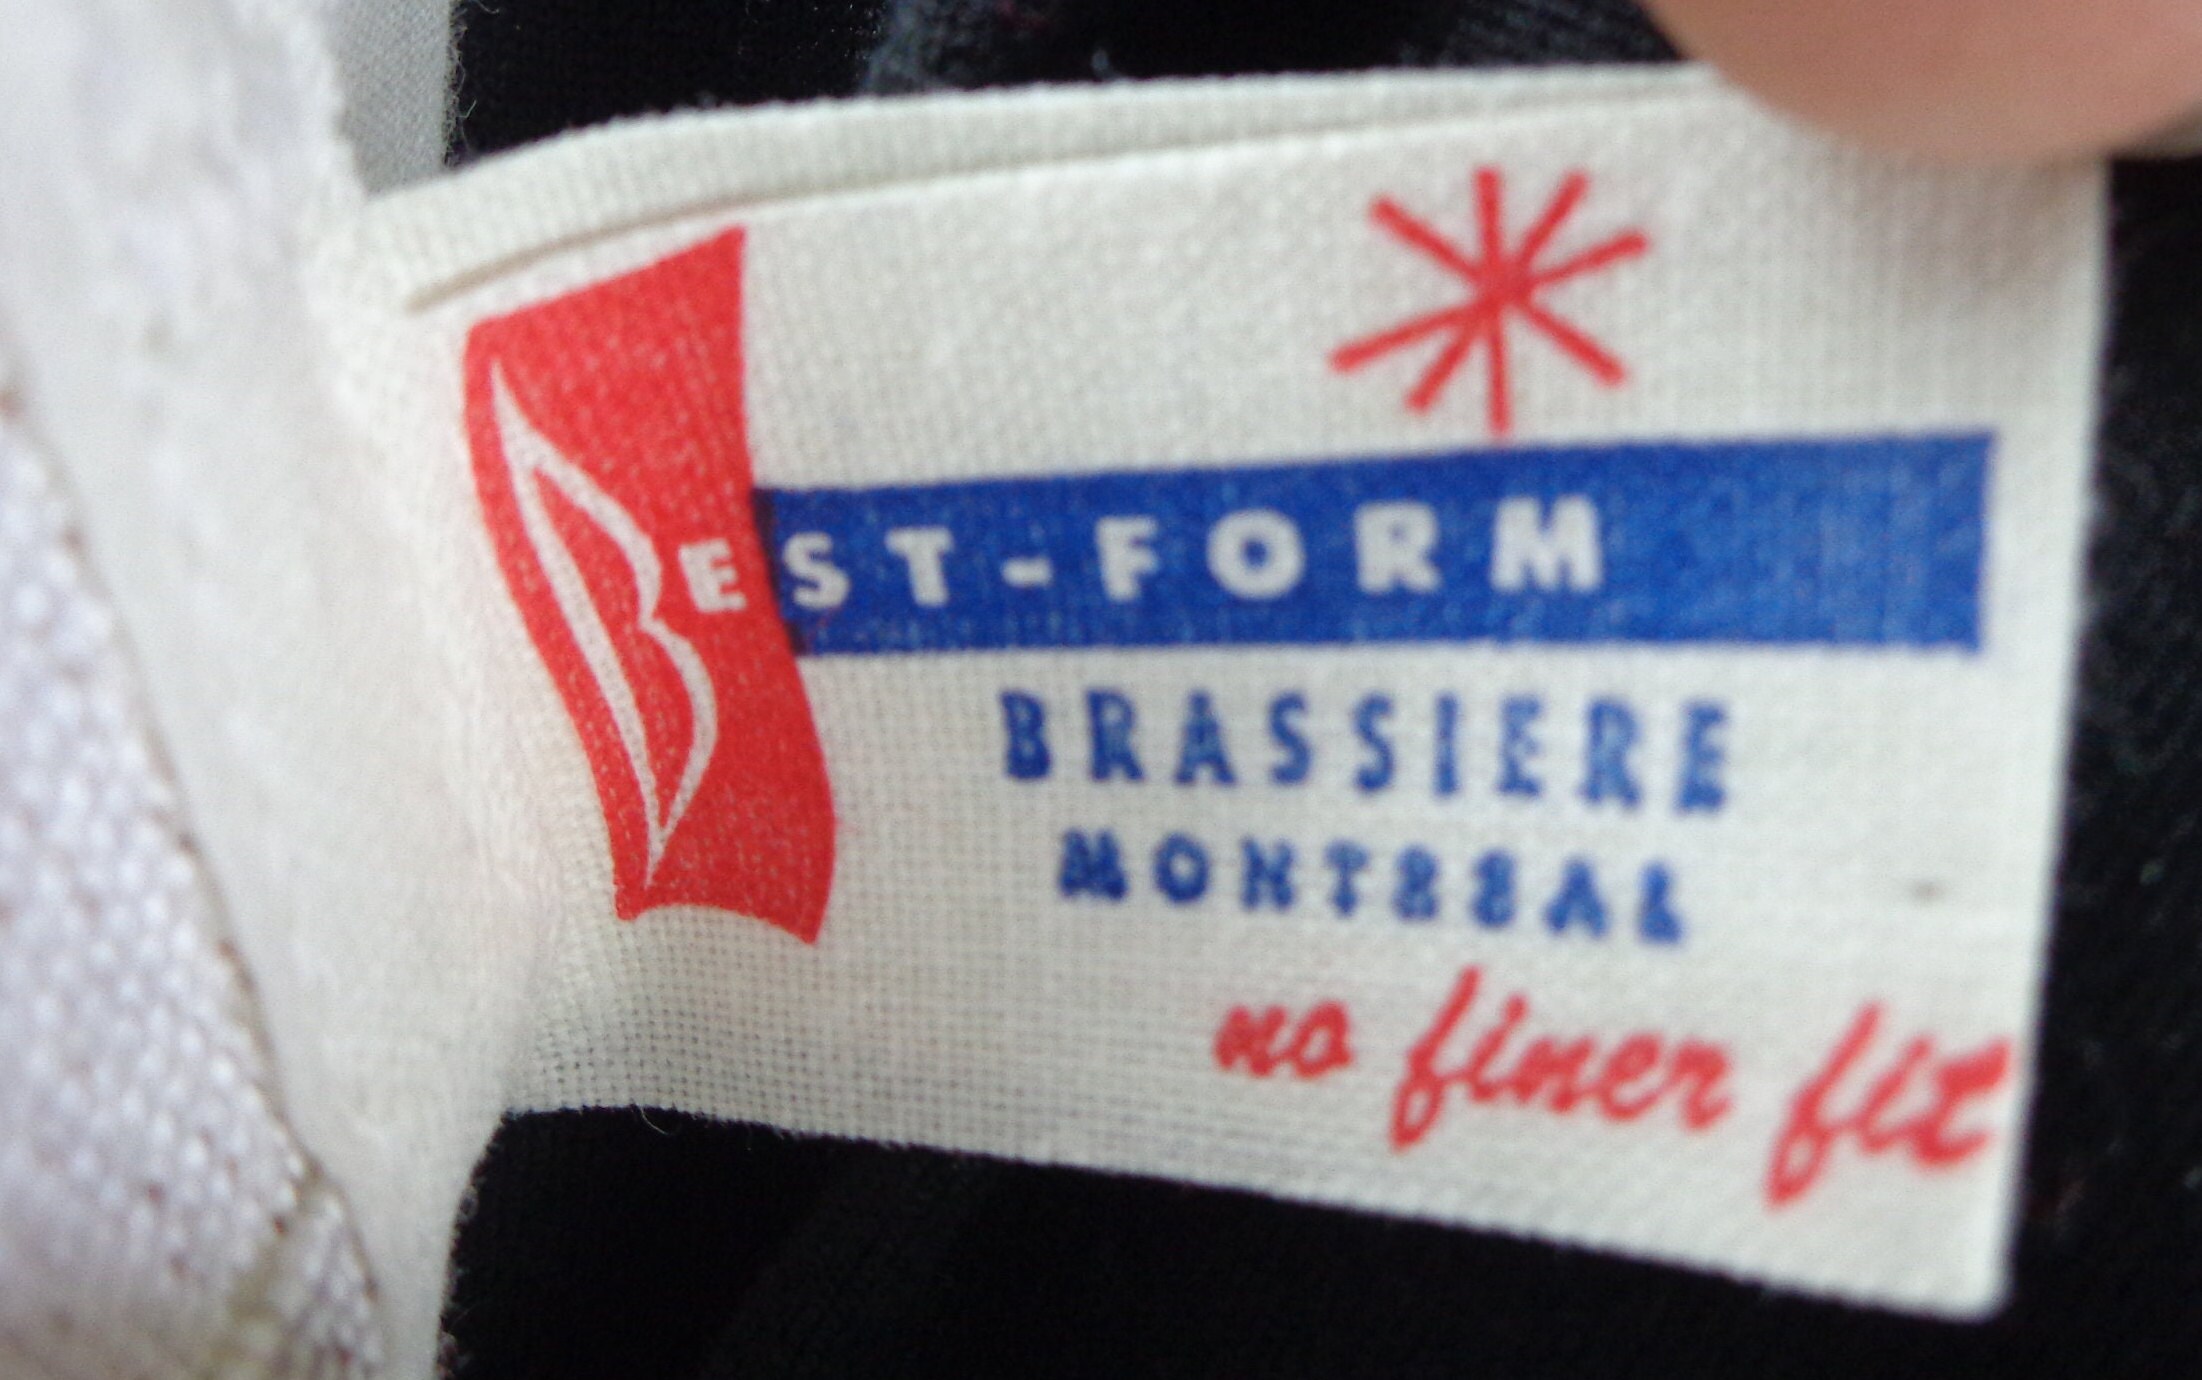 BEST-FORM
BRASSIERE
MONTREAL
no finer fit